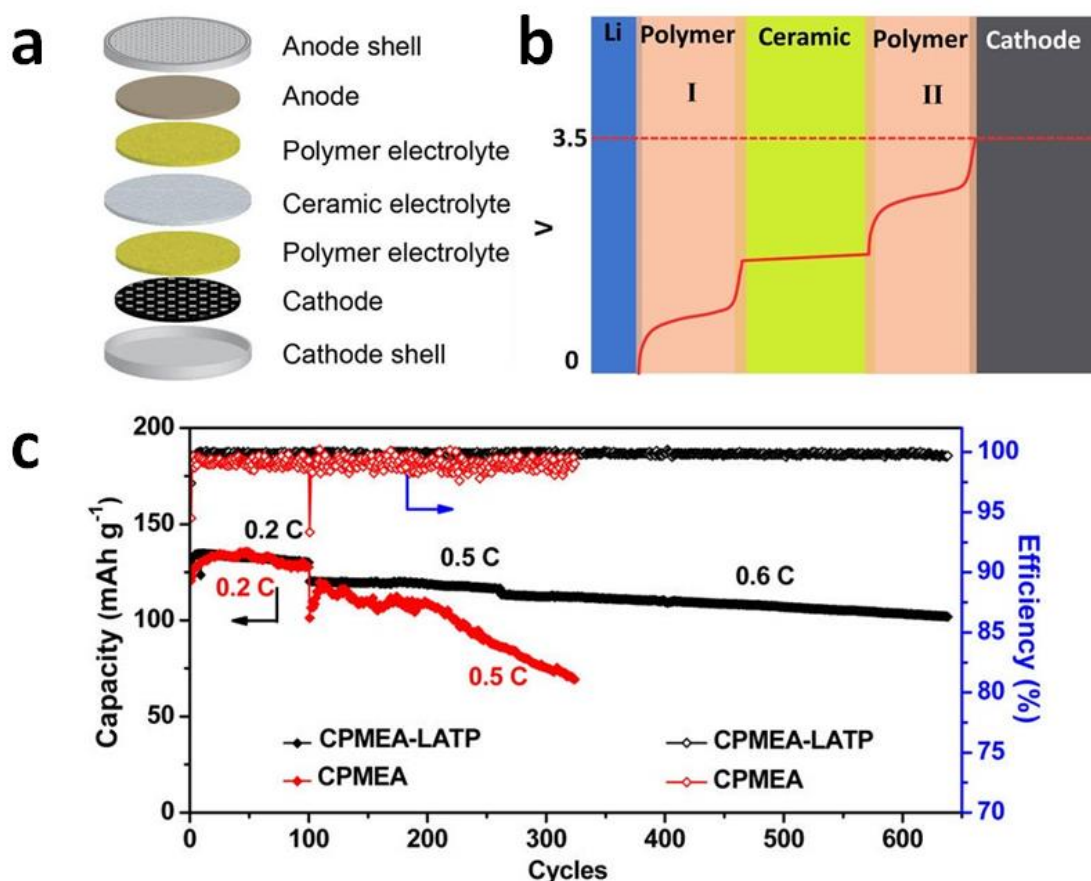 a
Anode shell
Anode
Polymer electrolyte
Ceramic electrolyte
Polymer electrolyte
Cathode
Cathode shell
b
Li Polymer Ceramic Polymer Cathode
I II
3.5
V
0
c
200
150
100
50
0
Capacity (mAh g⁻¹)
100
95
90
85
80
75
70
Efficiency (%)
0.2 C
0.2 C
0.5 C
0.6 C
0.5 C
CPMEA-LATP CPMEA-LATP
CPMEA CPMEA
0 100 200 300 400 500 600
Cycles